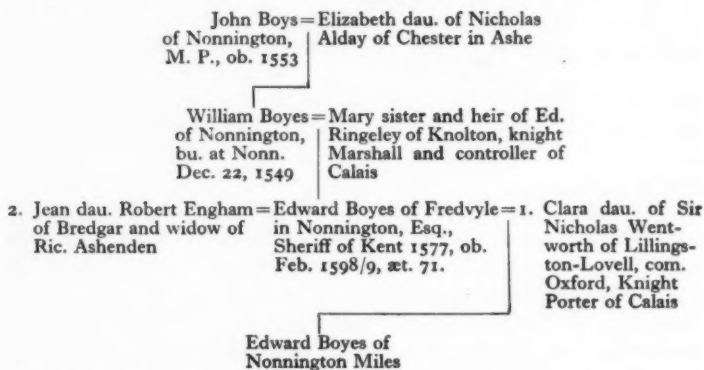 John Boys=Elizabeth dau. of Nicholas
of Nonnington, Alday of Chester in Ashe
M. P., ob. 1553
William Boyes=Mary sister and heir of Ed.
of Nonnington, Ringeley of Knolton, knight
bu. at Nonn. Marshall and controller of
Dec. 22, 1549 Calais
2. Jean dau. Robert Engham=Edward Boyes of Fredvyle=1. Clara dau. of Sir
of Bredgar and widow of in Nonnington, Esq., Nicholas Went-
Ric. Ashenden Sheriff of Kent 1577, ob. worth of Lillings-
Feb. 1598/9, æt. 71. ton-Lovell, com.
Oxford, Knight
Porter of Calais
Edward Boyes of
Nonnington Miles